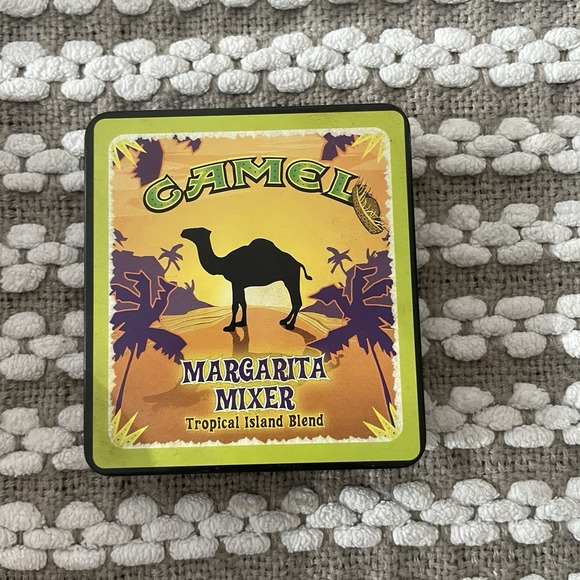 CAMEL
MARGARITA
MIXER
Tropical Island Blend